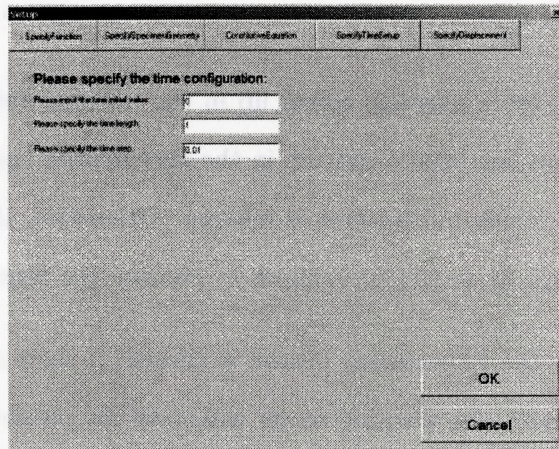 Setup
SpecifyFunction SpecifySpecimenGeometry ConstitutiveEquation SpecifyTimeSetup SpecifyDisplacement
Please specify the time configuration:
Please input the time initial value: 0
Please specify the time length: 1
Please specify the time step: 0.01
OK
Cancel